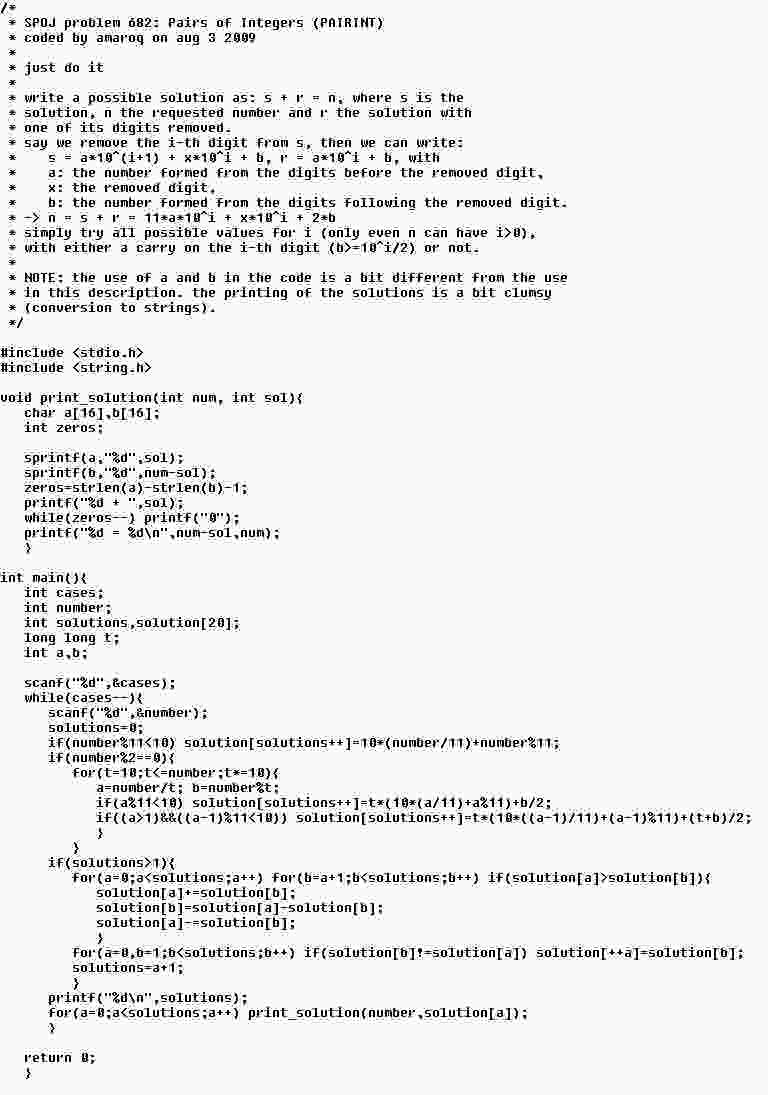 /*
 * SPOJ problem 682: Pairs of Integers (PAIRINT)
 * coded by amaroq on aug 3 2009
 *
 * just do it
 *
 * write a possible solution as: s + r = n, where s is the
 * solution, n the requested number and r the solution with
 * one of its digits removed.
 * say we remove the i-th digit from s, then we can write:
 *    s = a*10^(i+1) + x*10^i + b, r = a*10^i + b, with
 *    a: the number formed from the digits before the removed digit,
 *    x: the removed digit,
 *    b: the number formed from the digits following the removed digit.
 * -> n = s + r = 11*a*10^i + x*10^i + 2*b
 * simply try all possible values for i (only even n can have i>0),
 * with either a carry on the i-th digit (b>=10^i/2) or not.
 *
 * NOTE: the use of a and b in the code is a bit different from the use
 * in this description. the printing of the solutions is a bit clumsy
 * (conversion to strings).
 */

#include <stdio.h>
#include <string.h>

void print_solution(int num, int sol){
   char a[16],b[16];
   int zeros;

   sprintf(a,"%d",sol);
   sprintf(b,"%d",num-sol);
   zeros=strlen(a)-strlen(b)-1;
   printf("%d + ",sol);
   while(zeros--) printf("0");
   printf("%d = %d\n",num-sol,num);
   }

int main(){
   int cases;
   int number;
   int solutions,solution[20];
   long long t;
   int a,b;

   scanf("%d",&cases);
   while(cases--){
      scanf("%d",&number);
      solutions=0;
      if(number%11<10) solution[solutions++]=10*(number/11)+number%11;
      if(number%2==0){
         for(t=10;t<=number;t*=10){
            a=number/t; b=number%t;
            if(a%11<10) solution[solutions++]=t*(10*(a/11)+a%11)+b/2;
            if((a>1)&&((a-1)%11<10)) solution[solutions++]=t*(10*((a-1)/11)+(a-1)%11)+(t+b)/2;
            }
         }
      if(solutions>1){
         for(a=0;a<solutions;a++) for(b=a+1;b<solutions;b++) if(solution[a]>solution[b]){
            solution[a]+=solution[b];
            solution[b]=solution[a]-solution[b];
            solution[a]-=solution[b];
            }
         for(a=0,b=1;b<solutions;b++) if(solution[b]!=solution[a]) solution[++a]=solution[b];
         solutions=a+1;
         }
      printf("%d\n",solutions);
      for(a=0;a<solutions;a++) print_solution(number,solution[a]);
      }

   return 0;
   }